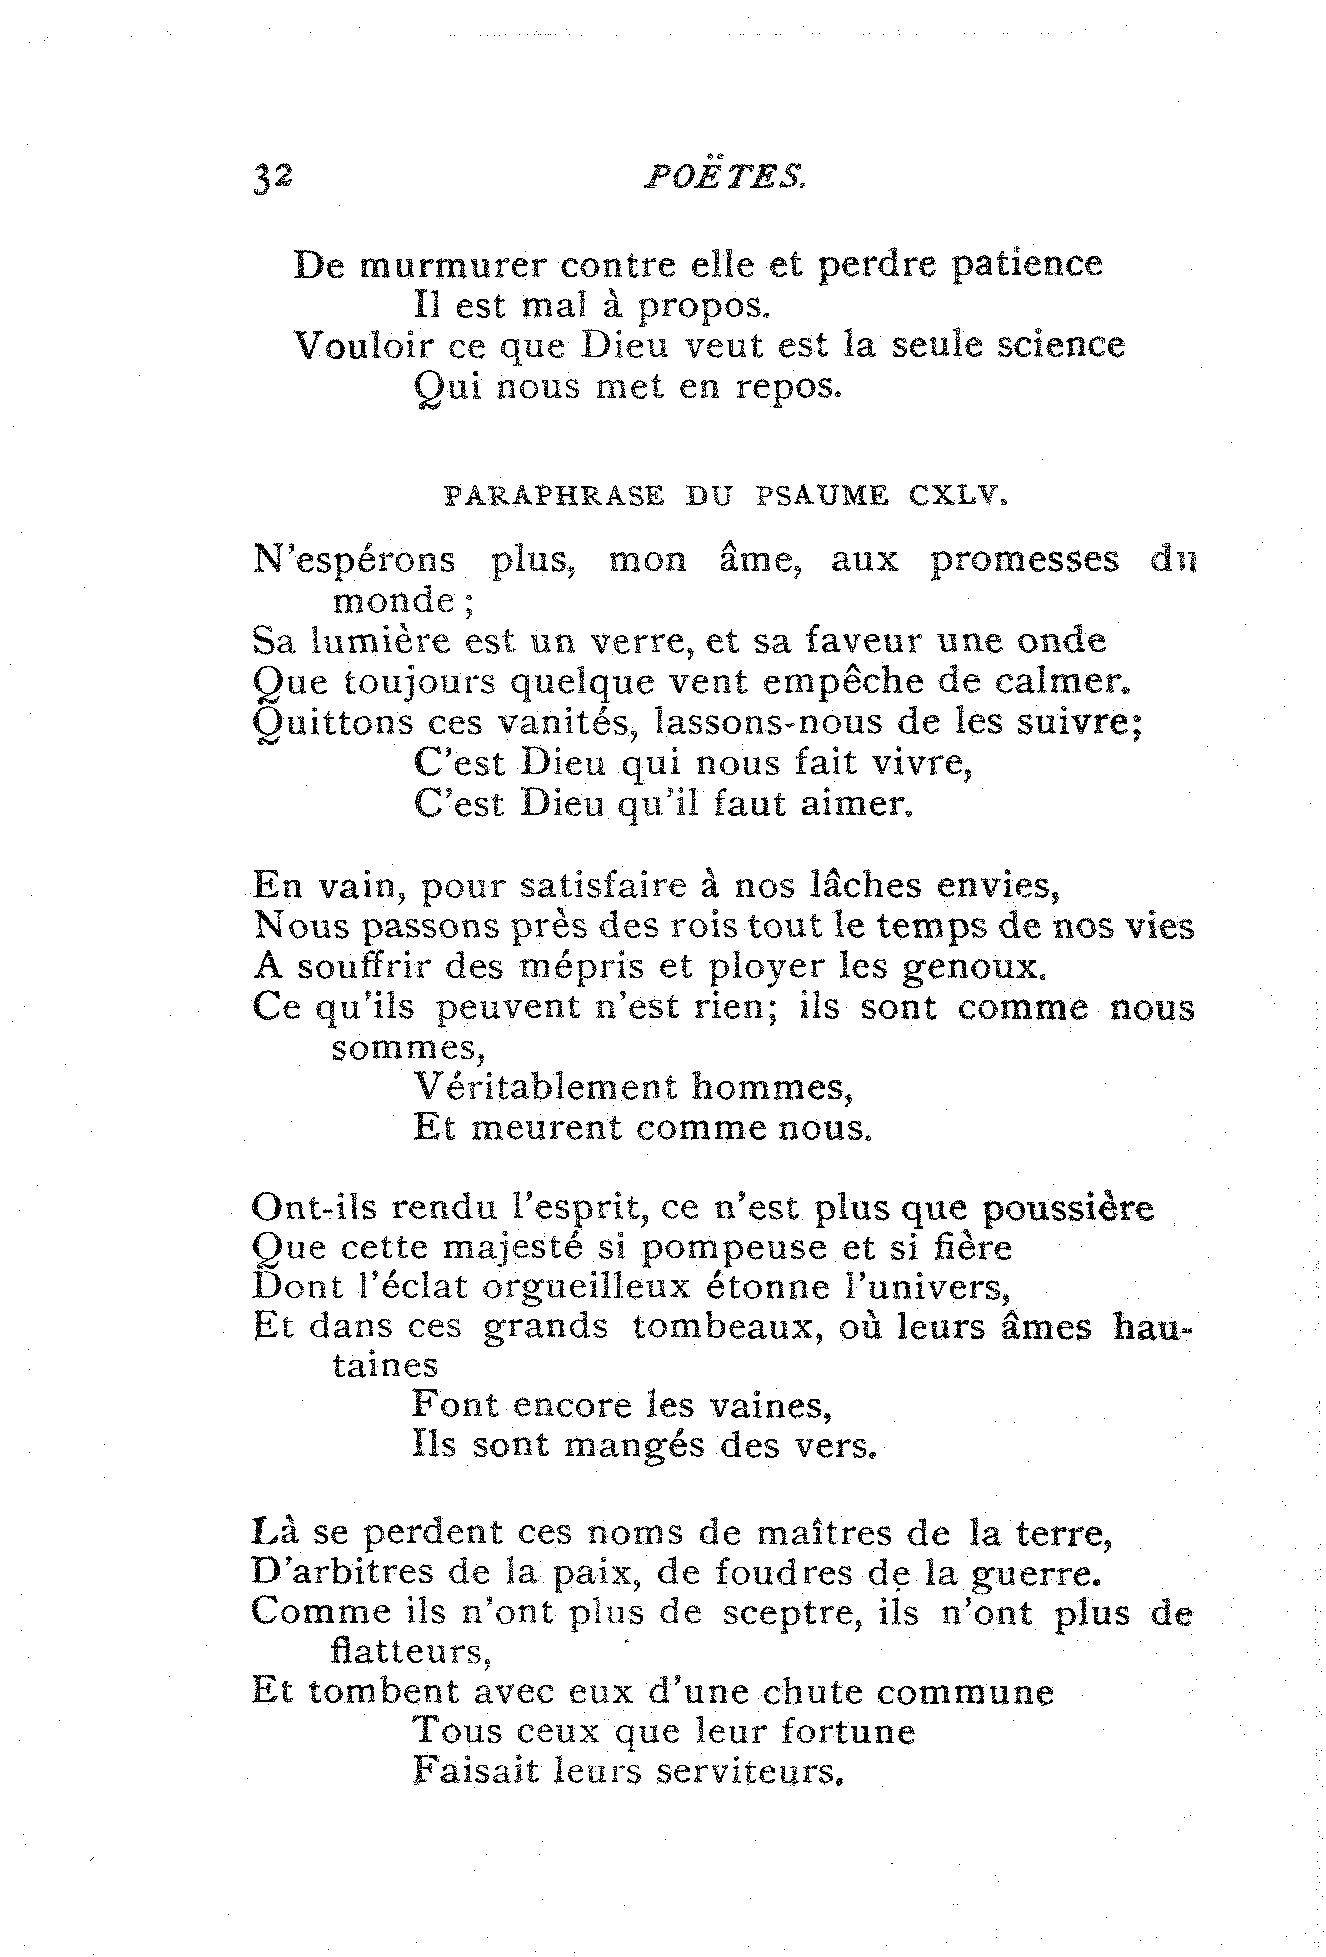 32 POËTES.
De murmurer contre elle et perdre patience
Il est mal à propos.
Vouloir ce que Dieu veut est la seule science
Qui nous met en repos.
PARAPHRASE DU PSAUME CXLV.
N'espérons plus, mon âme, aux promesses du
monde ;
Sa lumière est un verre, et sa faveur une onde
Que toujours quelque vent empêche de calmer.
Quittons ces vanités, lassons-nous de les suivre;
C'est Dieu qui nous fait vivre,
C'est Dieu qu'il faut aimer.
En vain, pour satisfaire à nos lâches envies,
Nous passons près des rois tout le temps de nos vies
A souffrir des mépris et ployer les genoux.
Ce qu'ils peuvent n'est rien; ils sont comme nous
sommes,
Véritablement hommes,
Et meurent comme nous.
Ont-ils rendu l'esprit, ce n'est plus que poussière
Que cette majesté si pompeuse et si fière
Dont l'éclat orgueilleux étonne l'univers,
Et dans ces grands tombeaux, où leurs âmes hau-
taines
Font encore les vaines,
Ils sont mangés des vers.
Là se perdent ces noms de maîtres de la terre,
D'arbitres de la paix, de foudres de la guerre.
Comme ils n'ont plus de sceptre, ils n'ont plus de
flatteurs,
Et tombent avec eux d'une chute commune
Tous ceux que leur fortune
Faisait leurs serviteurs.